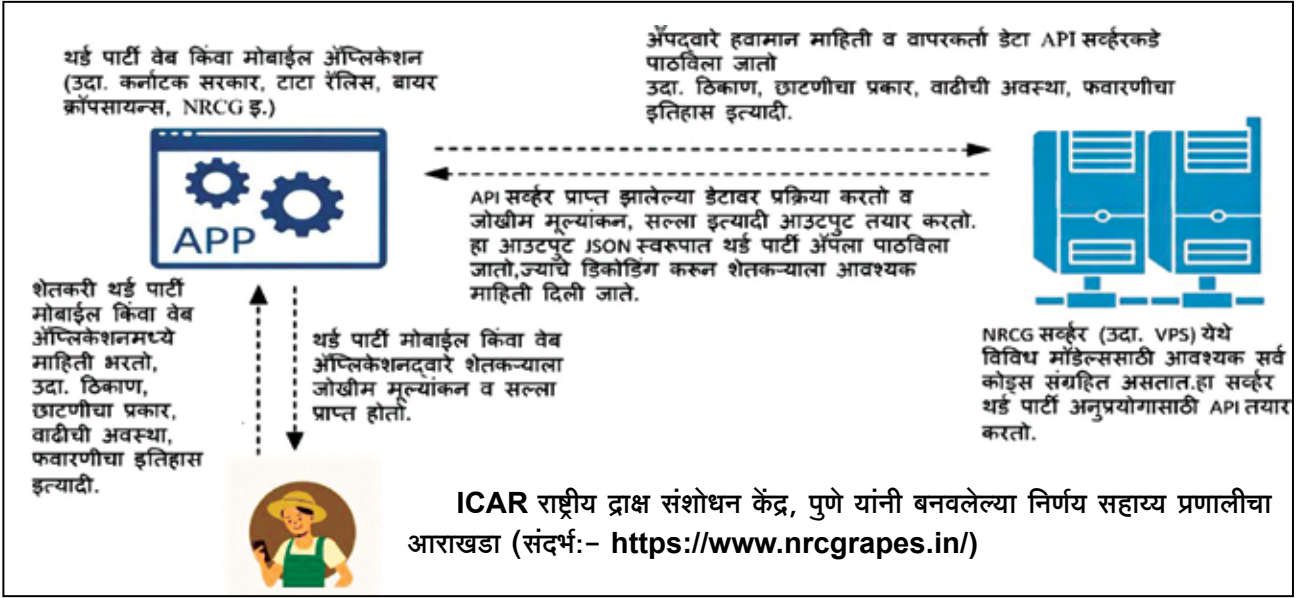 थर्ड पार्टी वेब किंवा मोबाईल ॲप्लिकेशन
(उदा. कर्नाटक सरकार, टाटा रॅलिस, बायर
क्रॉपसायन्स, NRCG इ.)
ॲपद्वारे हवामान माहिती व वापरकर्ता डेटा API सर्व्हरकडे
पाठविला जातो
उदा. ठिकाण, छाटणीचा प्रकार, वाढीची अवस्था, फवारणीचा
इतिहास इत्यादी.
APP
API सर्व्हर प्राप्त झालेल्या डेटावर प्रक्रिया करतो व
जोखीम मूल्यांकन, सल्ला इत्यादी आउटपुट तयार करतो.
हा आउटपुट JSON स्वरूपात थर्ड पार्टी ॲपला पाठविला
जातो,ज्याचे डिकोडिंग करून शेतकऱ्याला आवश्यक
माहिती दिली जाते.
शेतकरी थर्ड पार्टी
मोबाईल किंवा वेब
ॲप्लिकेशनमध्ये
माहिती भरतो,
उदा. ठिकाण,
छाटणीचा प्रकार,
वाढीची अवस्था,
फवारणीचा इतिहास
इत्यादी.
थर्ड पार्टी मोबाईल किंवा वेब
ॲप्लिकेशनद्वारे शेतकऱ्याला
जोखीम मूल्यांकन व सल्ला
प्राप्त होतो.
NRCG सर्व्हर (उदा. VPS) येथे
विविध मॉडेल्ससाठी आवश्यक सर्व
कोड्स संग्रहित असतात.हा सर्व्हर
थर्ड पार्टी अनुप्रयोगासाठी API तयार
करतो.
ICAR राष्ट्रीय द्राक्ष संशोधन केंद्र, पुणे यांनी बनवलेल्या निर्णय सहाय्य प्रणालीचा
आराखडा (संदर्भ:- https://www.nrcgrapes.in/)